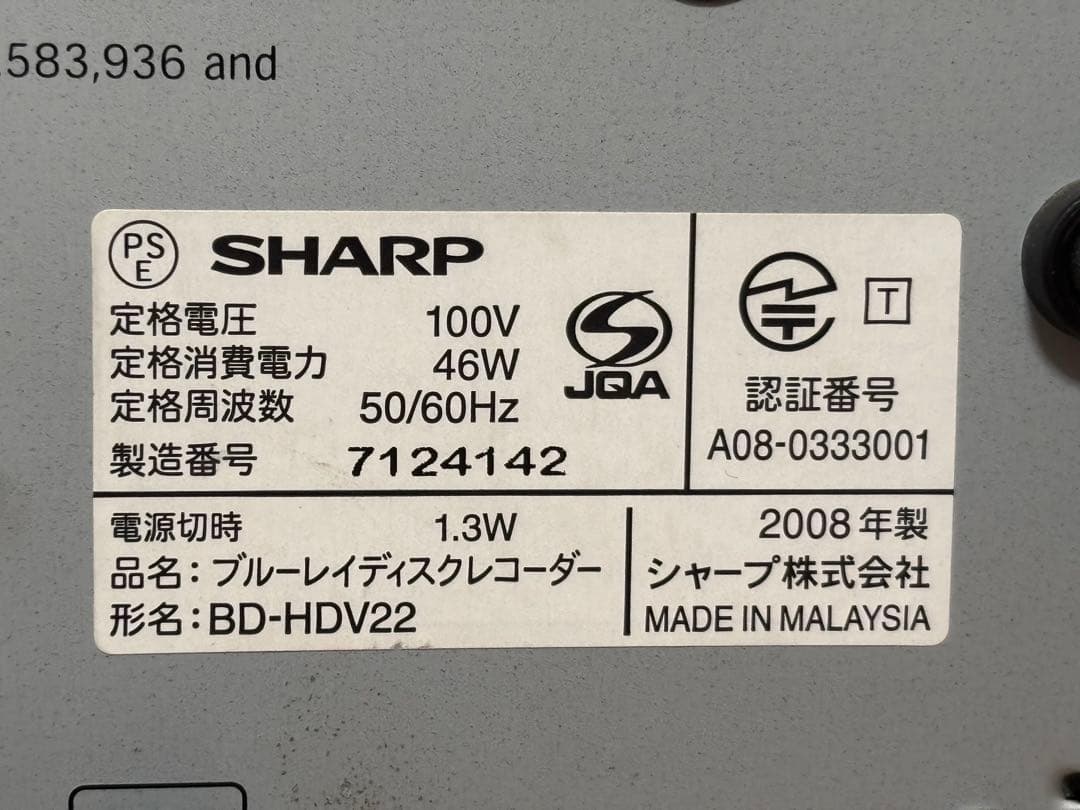 .583,936 and
PS
E
SHARP
定格電圧 100V
定格消費電力 46W
定格周波数 50/60Hz
製造番号 7124142
JQA
T
認証番号
A08-0333001
電源切時 1.3W
品名：ブルーレイディスクレコーダー
形名：BD-HDV22
2008年製
シャープ株式会社
MADE IN MALAYSIA